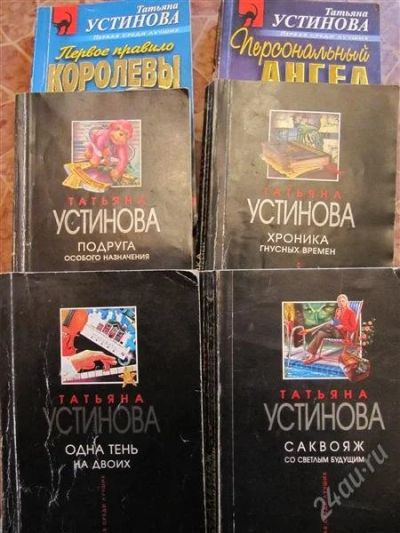 Татьяна
УСТИНОВА
Первая среди лучших
Первое правило
КОРОЛЕВЫ
Татьяна
УСТИНОВА
Первая среди лучших
Персональный
АНГЕЛ
ТАТЬЯНА
УСТИНОВА
ПОДРУГА
ОСОБОГО НАЗНАЧЕНИЯ
ТАТЬЯНА
УСТИНОВА
ХРОНИКА
ГНУСНЫХ ВРЕМЕН
ТАТЬЯНА
УСТИНОВА
ОДНА ТЕНЬ
НА ДВОИХ
ТАТЬЯНА
УСТИНОВА
САКВОЯЖ
СО СВЕТЛЫМ БУДУЩИМ
24au.ru